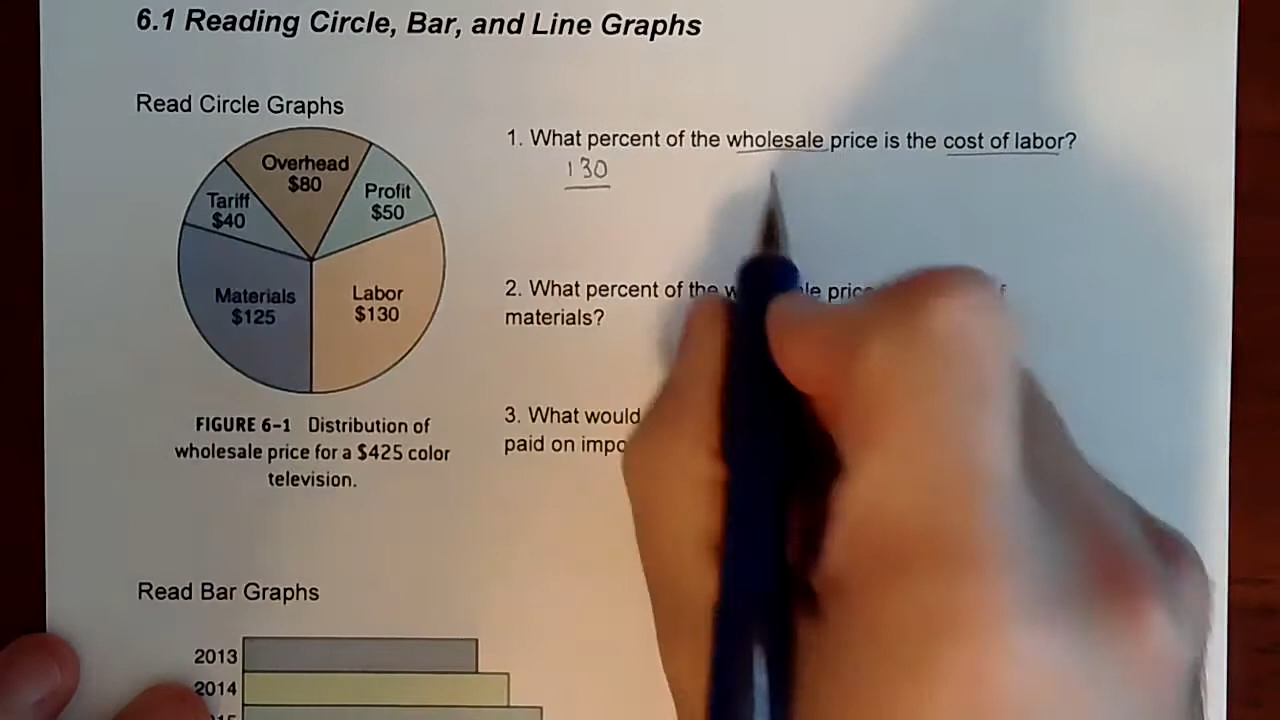 6.1 Reading Circle, Bar, and Line Graphs
Read Circle Graphs
Overhead
$80
Profit
$50
Tariff
$40
Materials
$125
Labor
$130
FIGURE 6-1 Distribution of
wholesale price for a $425 color
television.
1. What percent of the wholesale price is the cost of labor?
130
2. What percent of the
materials?
3. What would
paid on
Read Bar Graphs
2013
2014